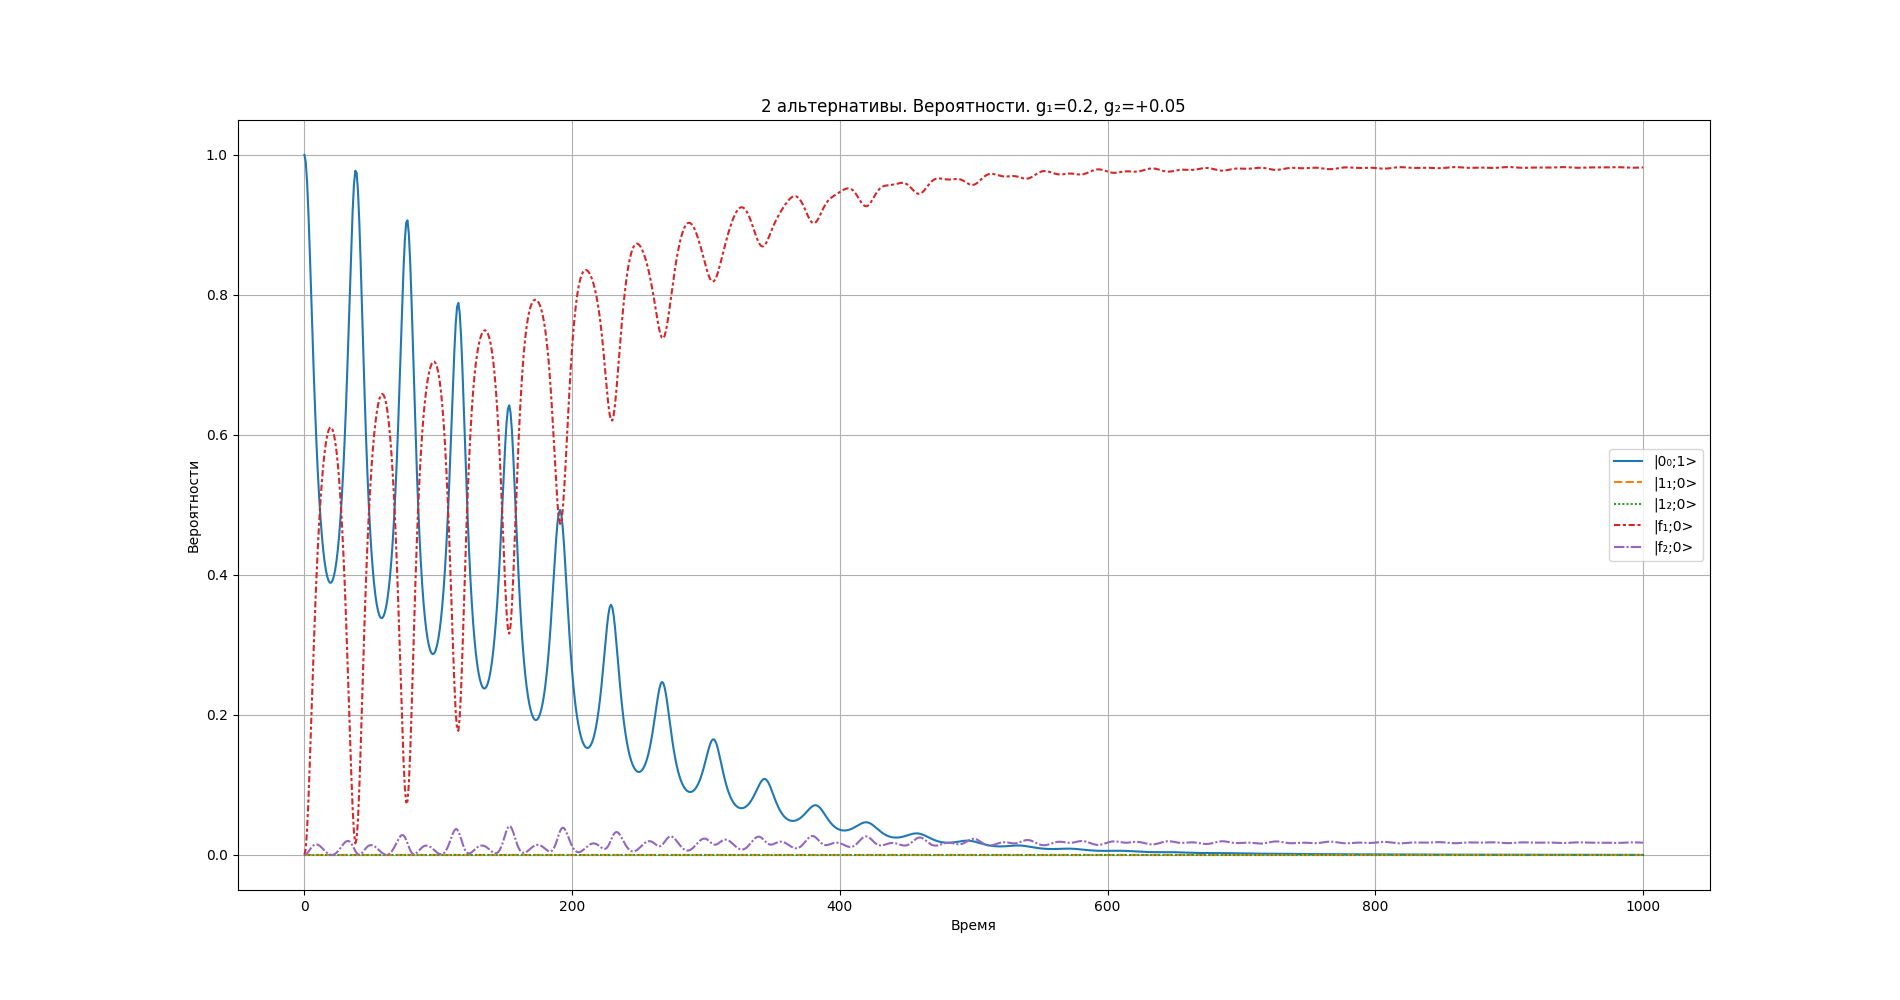 2 альтернативы. Вероятности. g₁=0.2, g₂=+0.05
Вероятности
1.0
0.8
0.6
0.4
0.2
0.0
|0₀;1>
|1₁;0>
|1₂;0>
|f₁;0>
|f₂;0>
0 200 400 600 800 1000
Время